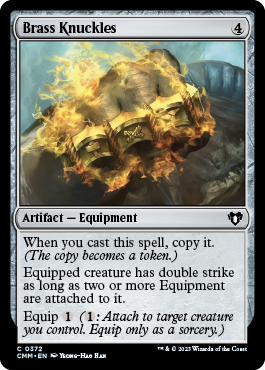 Brass Knuckles 4
Artifact — Equipment
When you cast this spell, copy it.
(The copy becomes a token.)
Equipped creature has double strike
as long as two or more Equipment
are attached to it.
Equip 1 (1: Attach to target creature
you control. Equip only as a sorcery.)
C 0372
CMM • EN Yeong-Hao Han
™ & © 2023 Wizards of the Coast